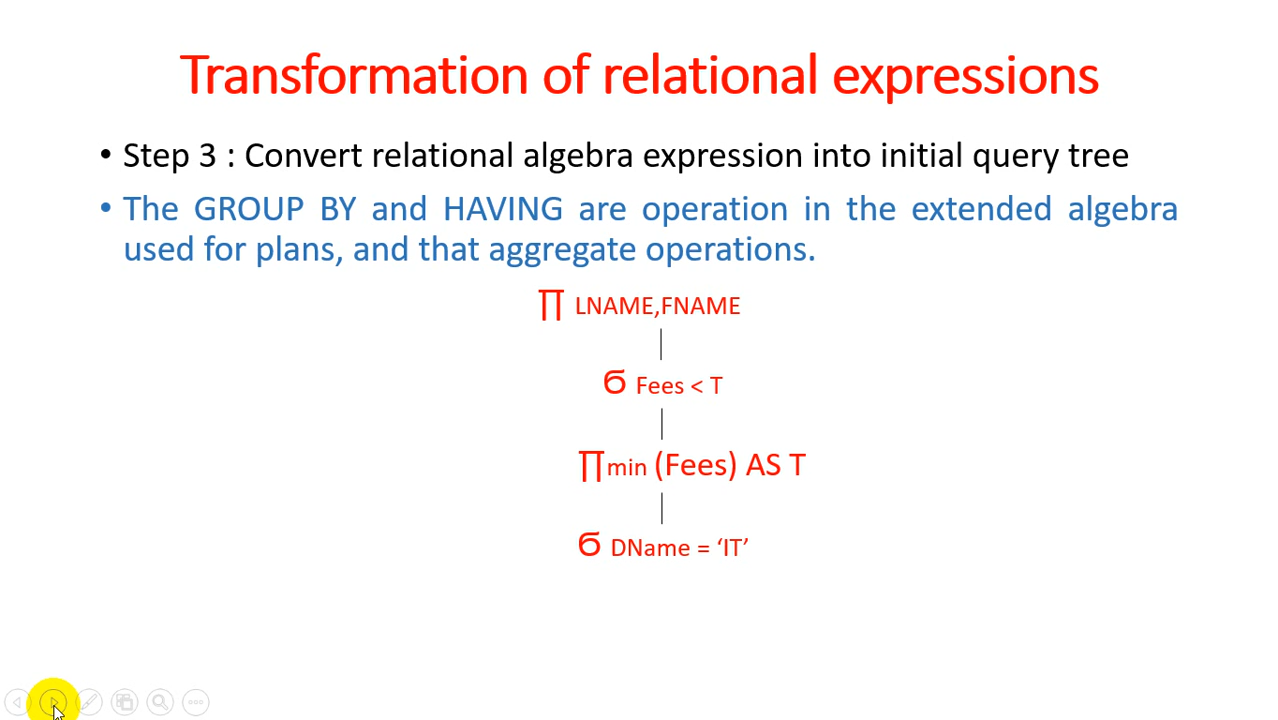 Transformation of relational expressions
• Step 3 : Convert relational algebra expression into initial query tree
• The GROUP BY and HAVING are operation in the extended algebra
used for plans, and that aggregate operations.
∏ LNAME,FNAME
Ϭ Fees < T
∏min (Fees) AS T
Ϭ DName = ‘IT’